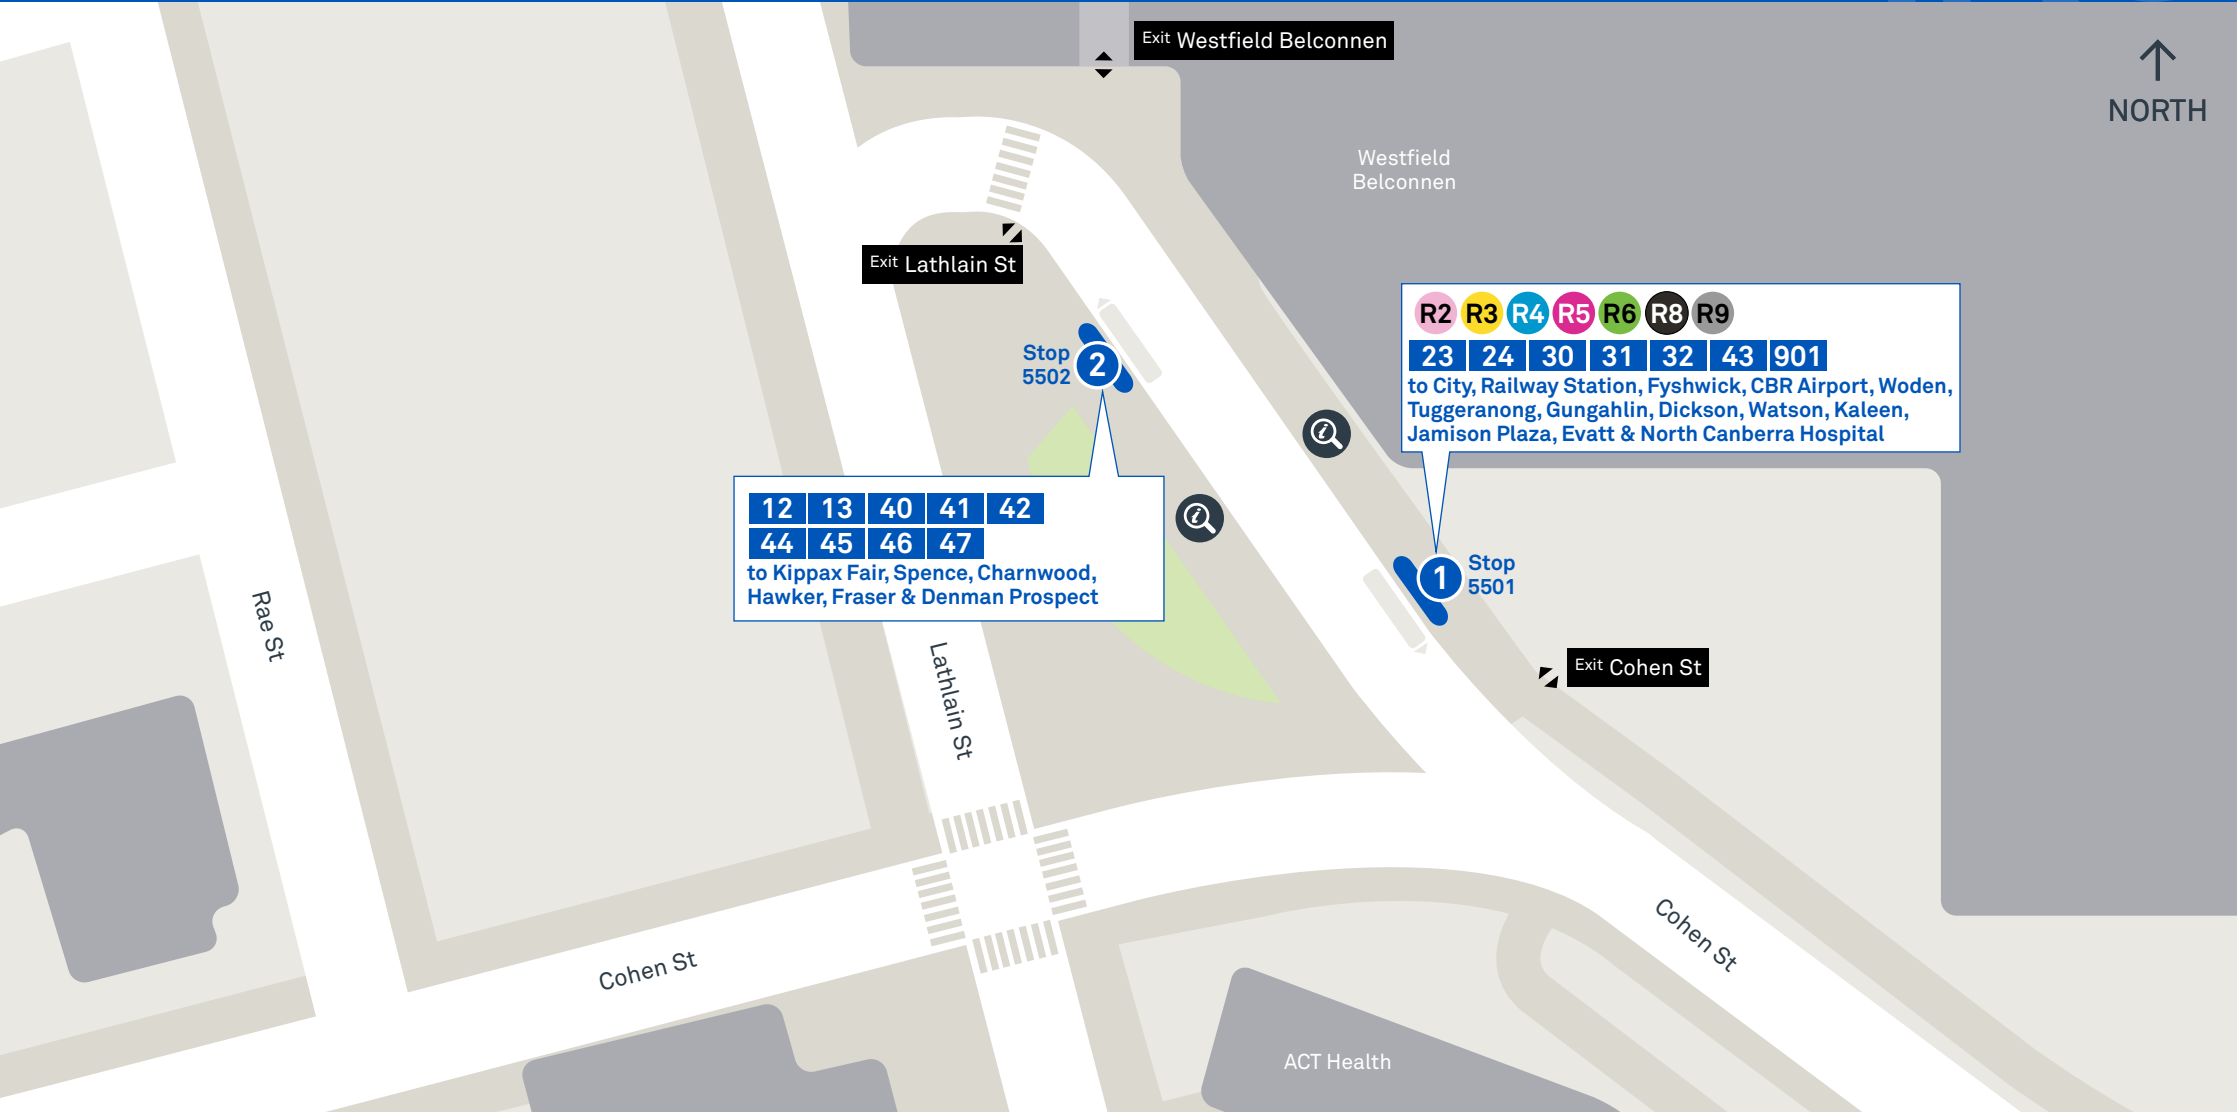 Exit Westfield Belconnen
NORTH
Westfield
Belconnen
Exit Lathlain St
R2 R3 R4 R5 R6 R8 R9
23 24 30 31 32 43 901
to City, Railway Station, Fyshwick, CBR Airport, Woden,
Tuggeranong, Gungahlin, Dickson, Watson, Kaleen,
Jamison Plaza, Evatt & North Canberra Hospital
Stop
5502
2
12 13 40 41 42
44 45 46 47
to Kippax Fair, Spence, Charnwood,
Hawker, Fraser & Denman Prospect
1
Stop
5501
Exit Cohen St
Rae St
Lathlain St
Cohen St
Cohen St
ACT Health